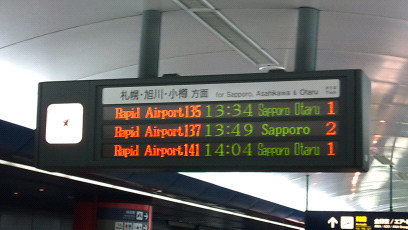 札幌・旭川・小樽 方面 for Sapporo, Asahikawa & Otaru
Rapid Airport135 13:34 Sapporo Otaru 1
Rapid Airport137 13:49 Sapporo 2
Rapid Airport141 14:04 Sapporo Otaru 1